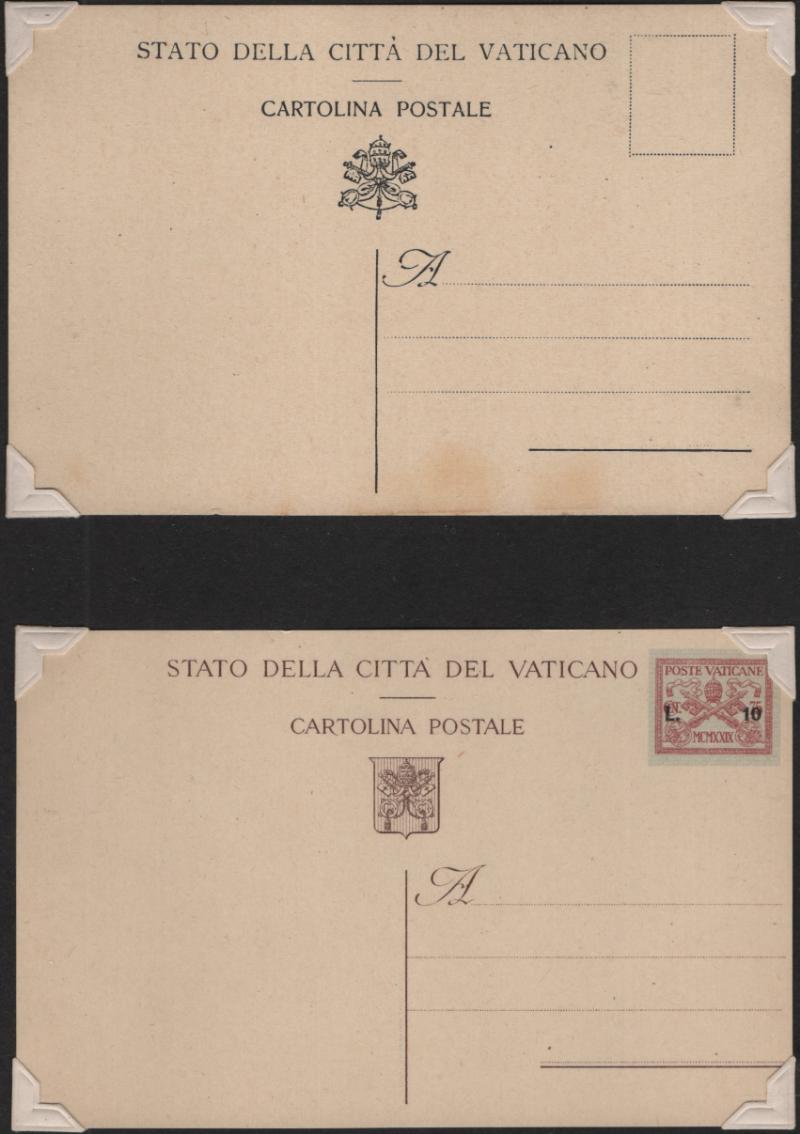 STATO DELLA CITTÀ DEL VATICANO
CARTOLINA POSTALE
A
STATO DELLA CITTÀ DEL VATICANO
POSTE VATICANE
L. 10
MCMXXIX
CARTOLINA POSTALE
A